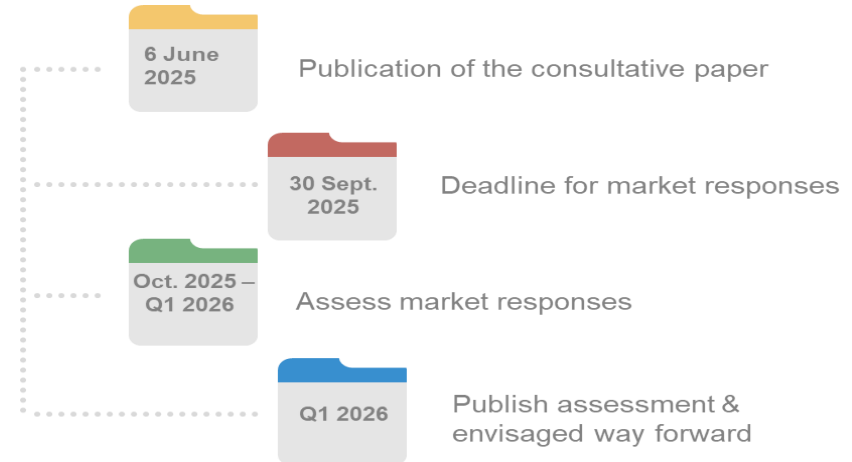 6 June
2025
Publication of the consultative paper
30 Sept.
2025
Deadline for market responses
Oct. 2025 –
Q1 2026
Assess market responses
Q1 2026
Publish assessment &
envisaged way forward